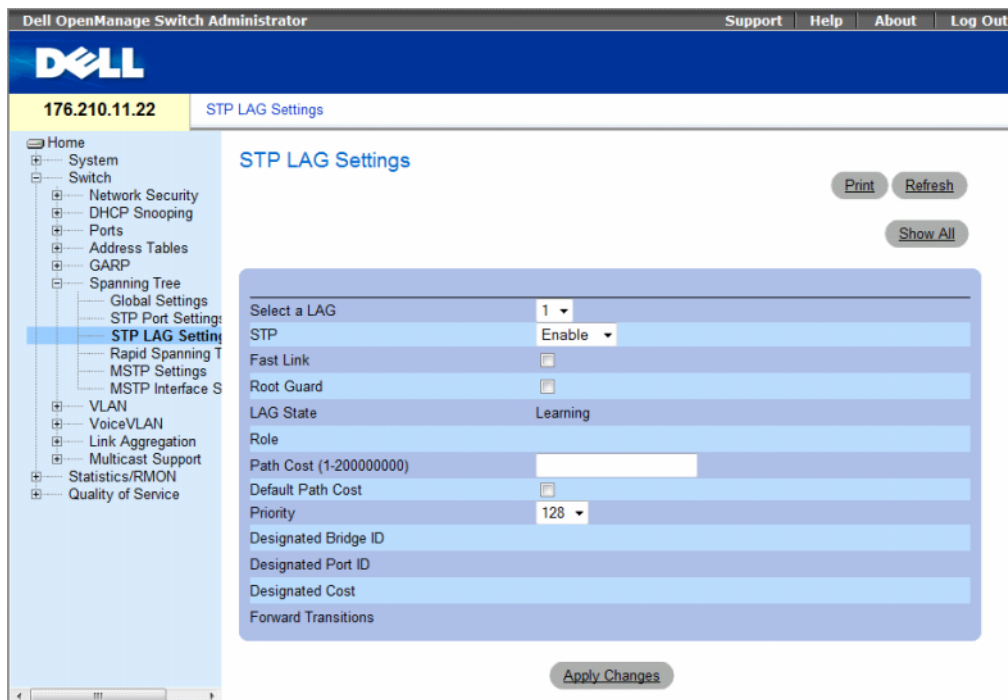 Dell OpenManage Switch Administrator
Support Help About Log Out
DELL
176.210.11.22
STP LAG Settings
Home
System
Switch
Network Security
DHCP Snooping
Ports
Address Tables
GARP
Spanning Tree
Global Settings
STP Port Settings
STP LAG Setting
Rapid Spanning T
MSTP Settings
MSTP Interface S
VLAN
VoiceVLAN
Link Aggregation
Multicast Support
Statistics/RMON
Quality of Service
STP LAG Settings
Print Refresh
Show All
Select a LAG 1
STP Enable
Fast Link
Root Guard
LAG State Learning
Role
Path Cost (1-200000000)
Default Path Cost
Priority 128
Designated Bridge ID
Designated Port ID
Designated Cost
Forward Transitions
Apply Changes